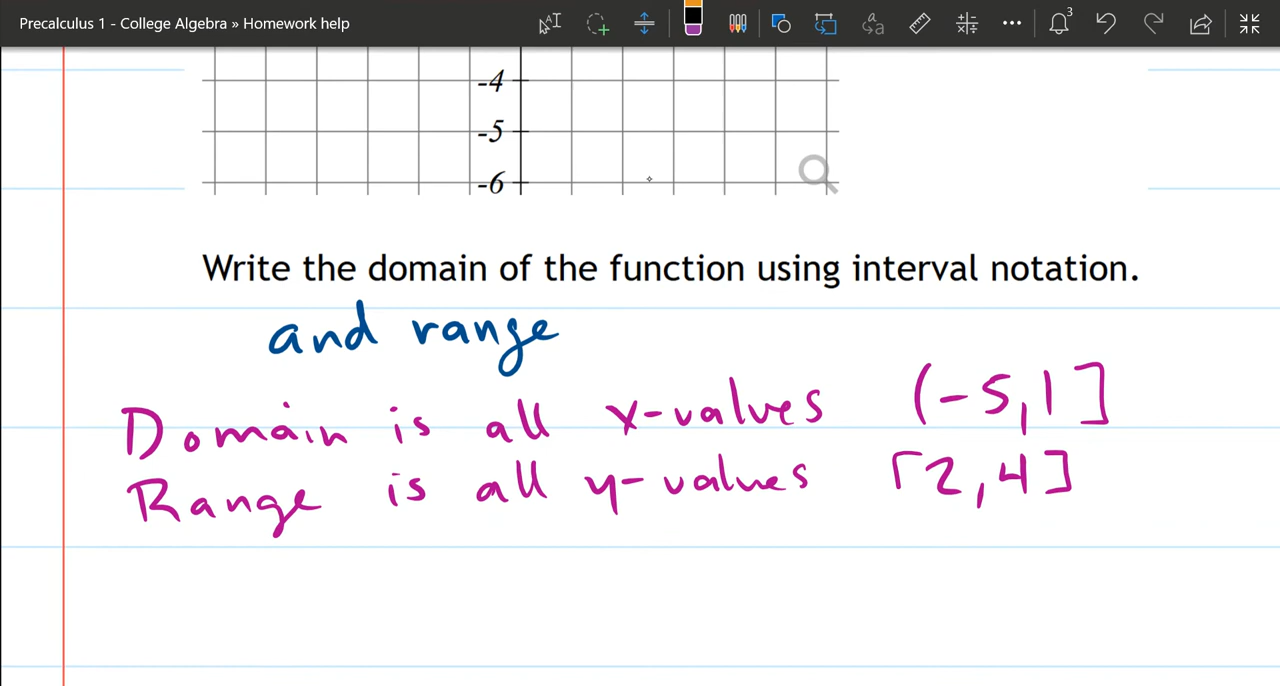 Precalculus 1 - College Algebra » Homework help
3
-4
-5
-6
Write the domain of the function using interval notation.
and range
Domain is all x-values (-5,1]
Range is all y-values [2,4]